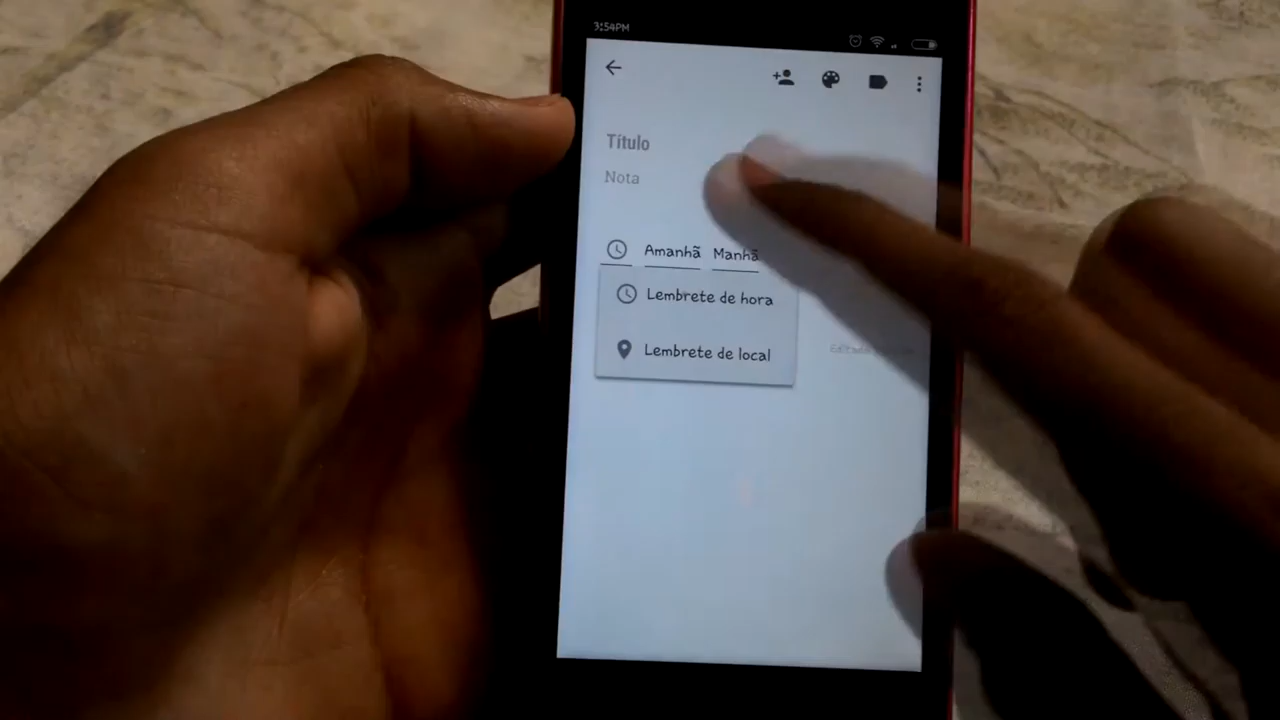 3:54PM
Título
Nota
Amanhã Manhã
Lembrete de hora
Lembrete de local